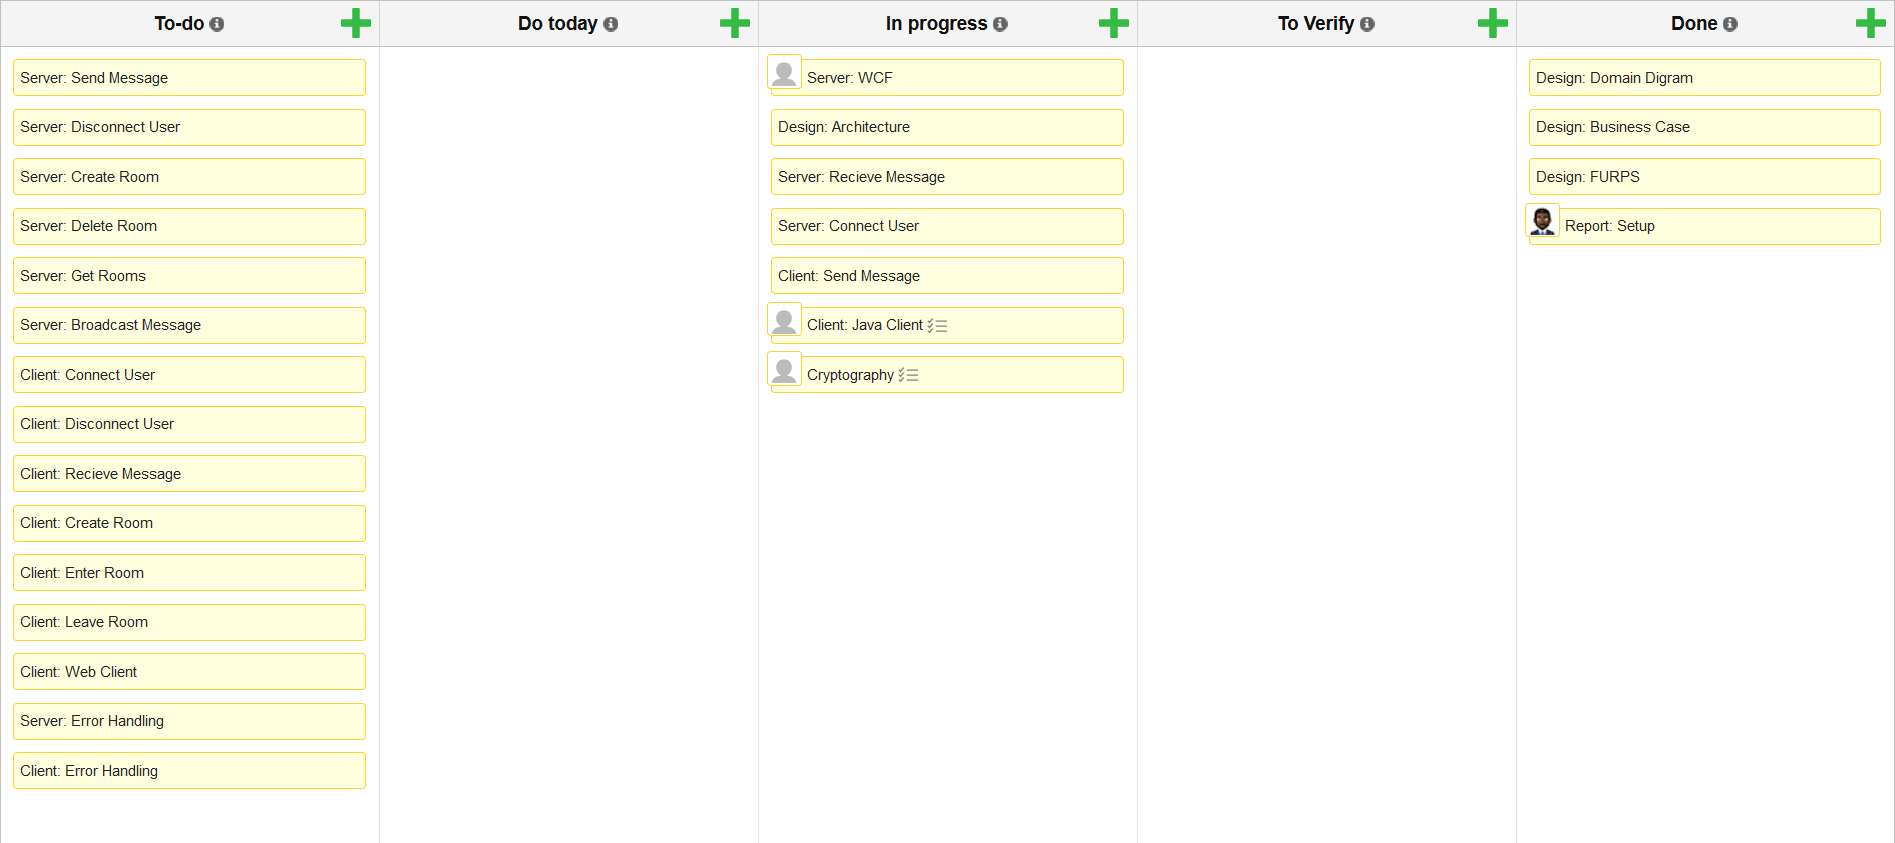 To-do
Server: Send Message
Server: Disconnect User
Server: Create Room
Server: Delete Room
Server: Get Rooms
Server: Broadcast Message
Client: Connect User
Client: Disconnect User
Client: Recieve Message
Client: Create Room
Client: Enter Room
Client: Leave Room
Client: Web Client
Server: Error Handling
Client: Error Handling
Do today
In progress
Server: WCF
Design: Architecture
Server: Recieve Message
Server: Connect User
Client: Send Message
Client: Java Client
Cryptography
To Verify
Done
Design: Domain Digram
Design: Business Case
Design: FURPS
Report: Setup